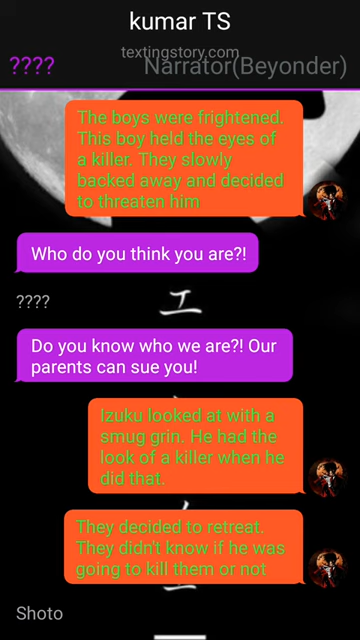 kumar TS
textingstory.com
???? Narrator(Beyonder)
The boys were frightened.
This boy held the eyes of
a killer. They slowly
backed away and decided
to threaten him
Who do you think you are?!
????
エ
Do you know who we are?! Our
parents can sue you!
Izuku looked at with a
smug grin. He had the
look of a killer when he
did that.
They decided to retreat.
They didn't know if he was
going to kill them or not
Shoto